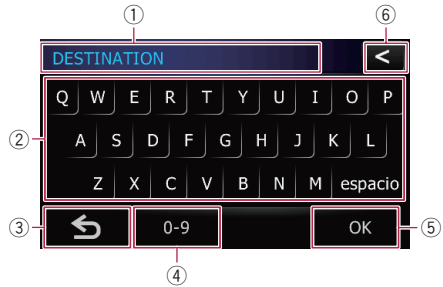 ① ⑥
DESTINATION <
② Q W E R T Y U I O P
A S D F G H J K L
Z X C V B N M espacio
③ 0-9 OK ⑤
④